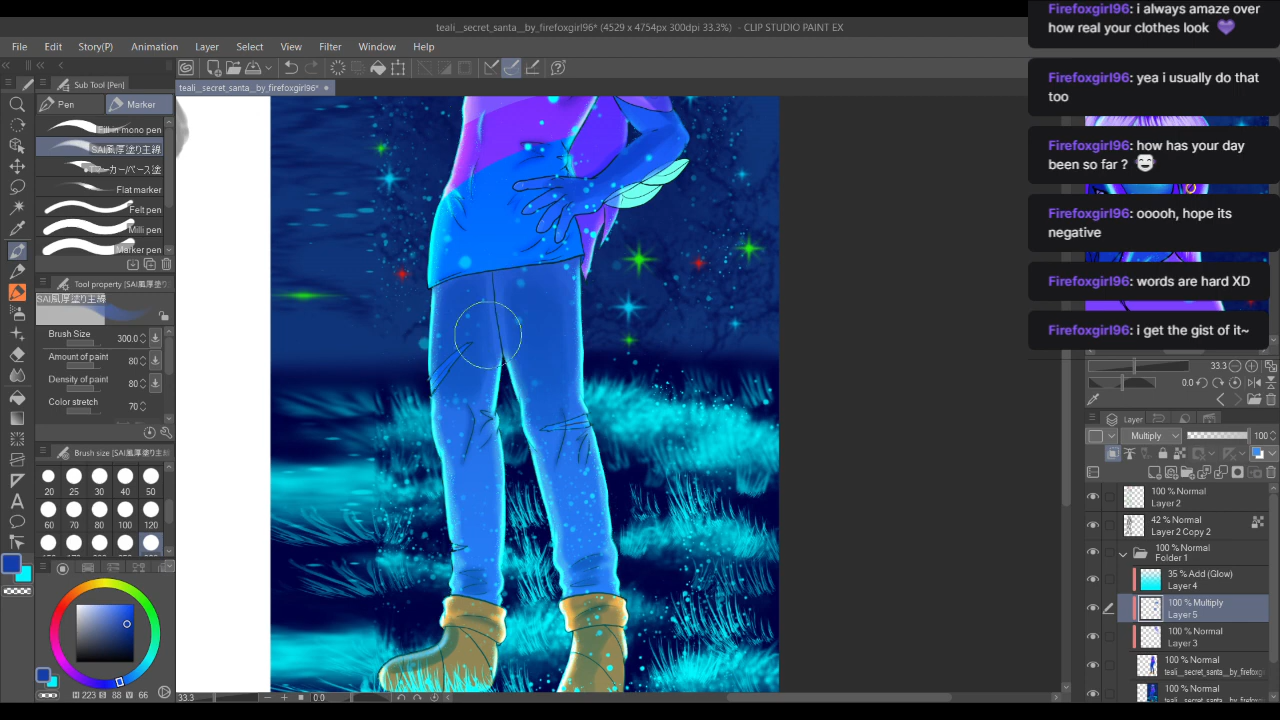 teali__secret_santa__by_firefoxgirl96* (4529 x 4754px 300dpi 33.3%) - CLIP STUDIO PAINT EX
File Edit Story(P) Animation Layer Select View Filter Window Help
Sub Tool [Pen]
teali__secret_santa__by_firefoxgirl96*
Pen Marker
Fill in mono pen
SAI風厚塗り主線
Flat marker
Felt pen
Milli pen
Marker pen
Tool property [SAI風厚塗り主線]
SAI風厚塗り主線
Brush Size 300.0
Amount of paint 80
Density of paint 80
Color stretch 70
Brush size [SAI風厚塗り主線]
20 25 30 40 50
60 70 80 100 120
223 88 66
33.3 0.0
Firefoxgirl96: i always amaze over
how real your clothes look
Firefoxgirl96: yea i usually do that
too
Firefoxgirl96: how has your day
been so far ?
Firefoxgirl96: ooooh, hope its
negative
Firefoxgirl96: words are hard XD
Firefoxgirl96: i get the gist of it~
33.3
0.0
Layer
Multiply 100
100 % Normal
Layer 2
42 % Normal
Layer 2 Copy 2
100 % Normal
Folder 1
35 % Add (Glow)
Layer 4
100 % Multiply
Layer 5
100 % Normal
Layer 3
100 % Normal
teali__secret_santa__by_firefox
100 % Normal
teali__secret_santa__by_firefoxg